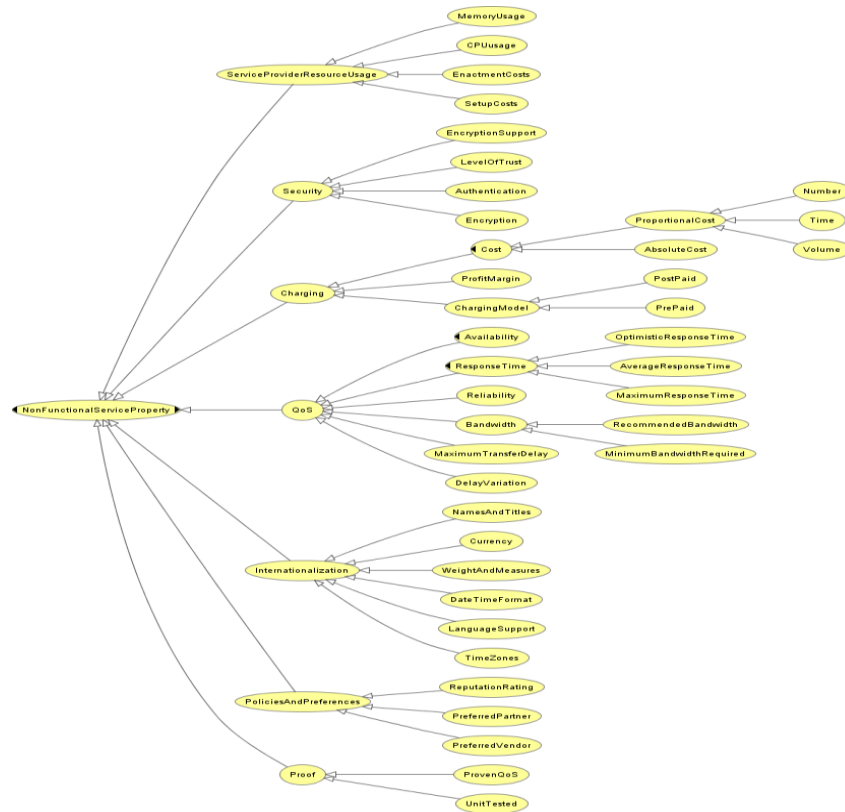 MemoryUsage
CPUusage
ServiceProviderResourceUsage
EnactmentCosts
SetupCosts
EncryptionSupport
LevelOfTrust
Security
Authentication
Number
Encryption
ProportionalCost
Time
Cost
AbsoluteCost
Volume
ProfitMargin
PostPaid
Charging
ChargingModel
PrePaid
Availability
OptimisticResponseTime
ResponseTime
AverageResponseTime
Reliability
MaximumResponseTime
NonFunctionalServiceProperty
QoS
Bandwidth
RecommendedBandwidth
MaximumTransferDelay
MinimumBandwidthRequired
DelayVariation
NamesAndTitles
Currency
Internationalization
WeightAndMeasures
DateTimeFormat
LanguageSupport
TimeZones
ReputationRating
PoliciesAndPreferences
PreferredPartner
PreferredVendor
Proof
ProvenQoS
UnitTested